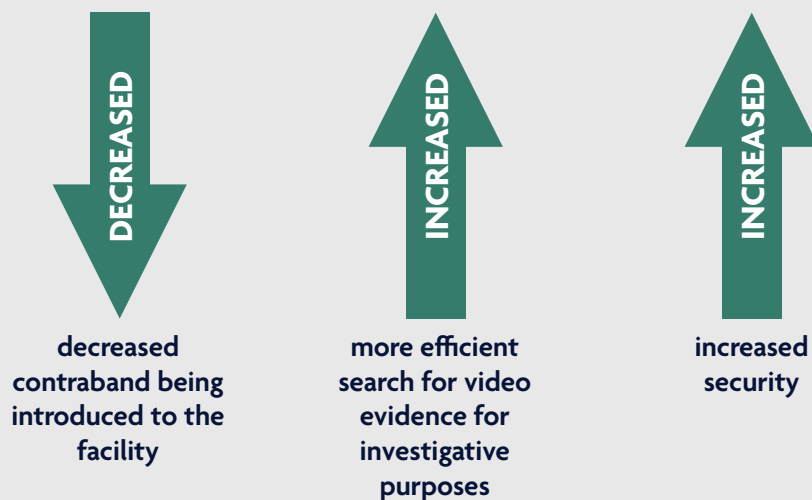 DECREASED
decreased
contraband being
introduced to the
facility
INCREASED
more efficient
search for video
evidence for
investigative
purposes
INCREASED
increased
security